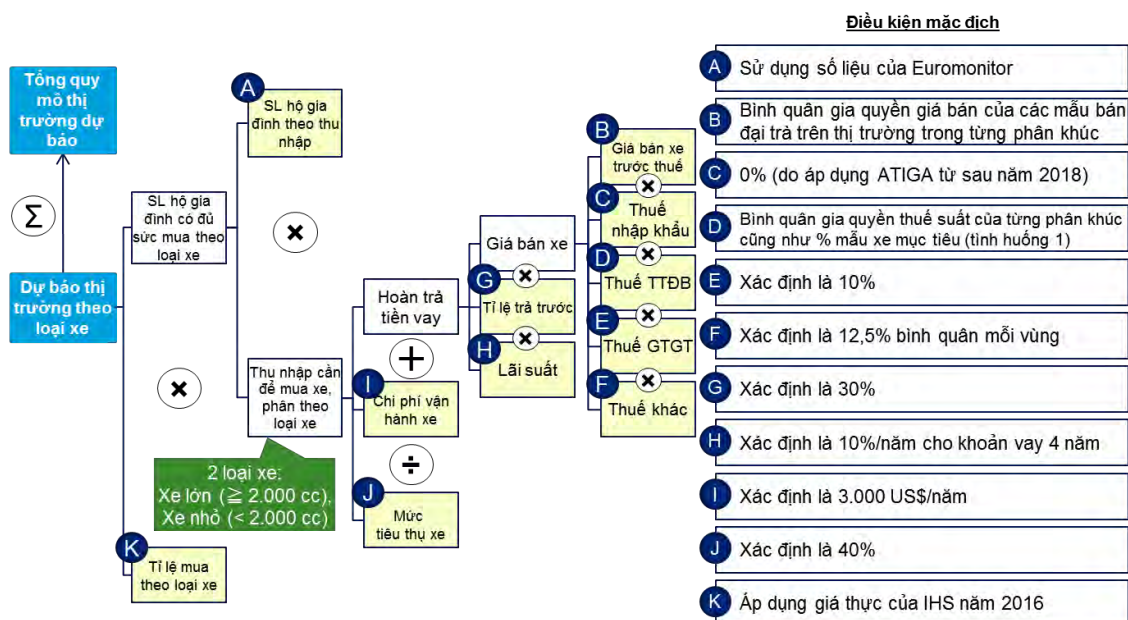 Điều kiện mặc định
Tổng quy
mô thị
trường dự
báo
Σ
Dự báo thị
trường theo
loại xe
SL hộ gia
đình có đủ
sức mua theo
loại xe
×
K
Tỉ lệ mua
theo loại xe
A
SL hộ gia
đình theo thu
nhập
×
Thu nhập cần
để mua xe,
phân theo
loại xe
2 loại xe:
Xe lớn (≧ 2.000 cc),
Xe nhỏ (< 2.000 cc)
Hoàn trả
tiền vay
+
I
Chi phí vận
hành xe
÷
J
Mức
tiêu thụ xe
Giá bán xe
×
G
Tỉ lệ trả trước
×
H
Lãi suất
B
Giá bán xe
trước thuế
×
C
Thuế
nhập khẩu
×
D
Thuế TTĐB
×
E
Thuế GTGT
×
F
Thuế khác
A Sử dụng số liệu của Euromonitor
B Bình quân gia quyền giá bán của các mẫu bán
đại trà trên thị trường trong từng phân khúc
C 0% (do áp dụng ATIGA từ sau năm 2018)
D Bình quân gia quyền thuế suất của từng phân khúc
cũng như % mẫu xe mục tiêu (tình huống 1)
E Xác định là 10%
F Xác định là 12,5% bình quân mỗi vùng
G Xác định là 30%
H Xác định là 10%/năm cho khoản vay 4 năm
I Xác định là 3.000 US$/năm
J Xác định là 40%
K Áp dụng giá thực của IHS năm 2016